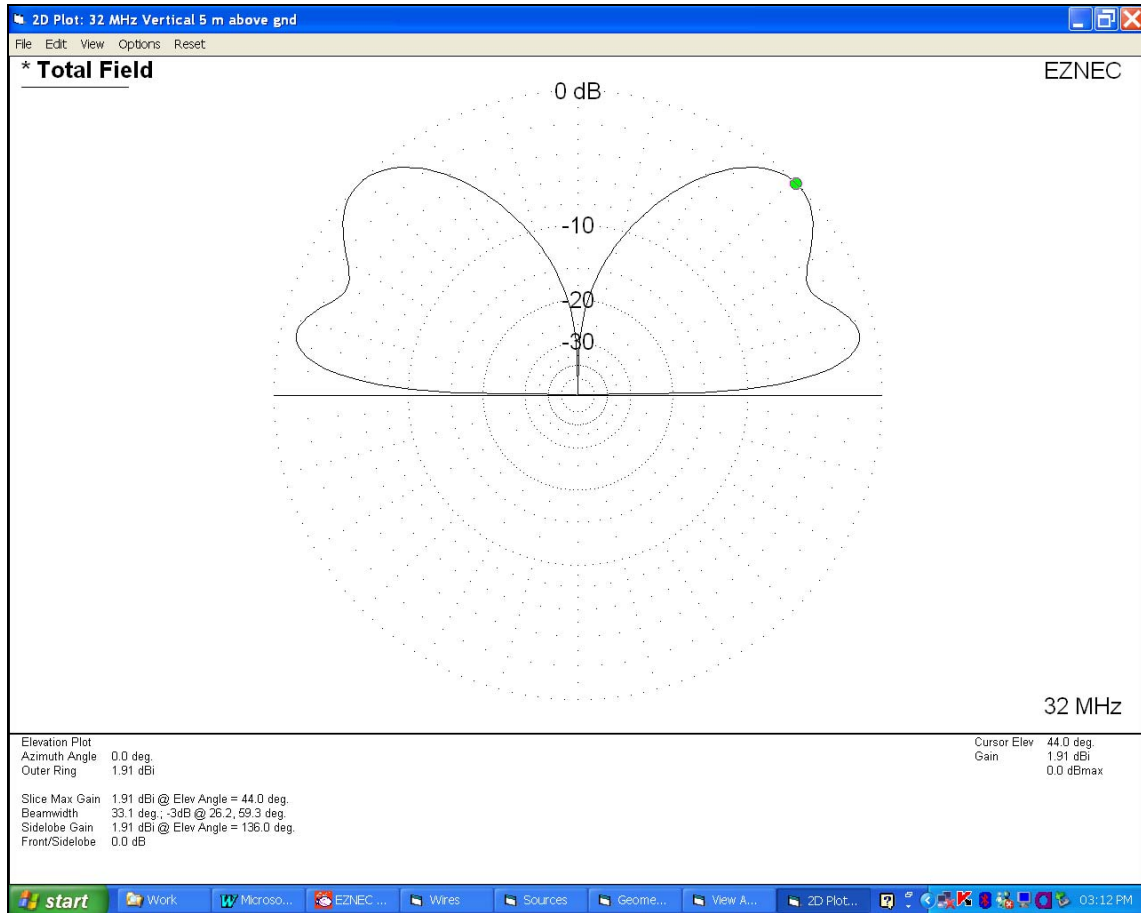 2D Plot: 32 MHz Vertical 5 m above gnd
File Edit View Options Reset
* Total Field
EZNEC
0 dB
-10
-20
-30
32 MHz
Elevation Plot
Azimuth Angle 0.0 deg.
Outer Ring 1.91 dBi
Cursor Elev 44.0 deg.
Gain 1.91 dBi
0.0 dBmax
Slice Max Gain 1.91 dBi @ Elev Angle = 44.0 deg.
Beamwidth 33.1 deg.; -3dB @ 26.2, 59.3 deg.
Sidelobe Gain 1.91 dBi @ Elev Angle = 136.0 deg.
Front/Sidelobe 0.0 dB
start Work Microso... EZNEC ... Wires Sources Geome... View A... 2D Plot... 03:12 PM